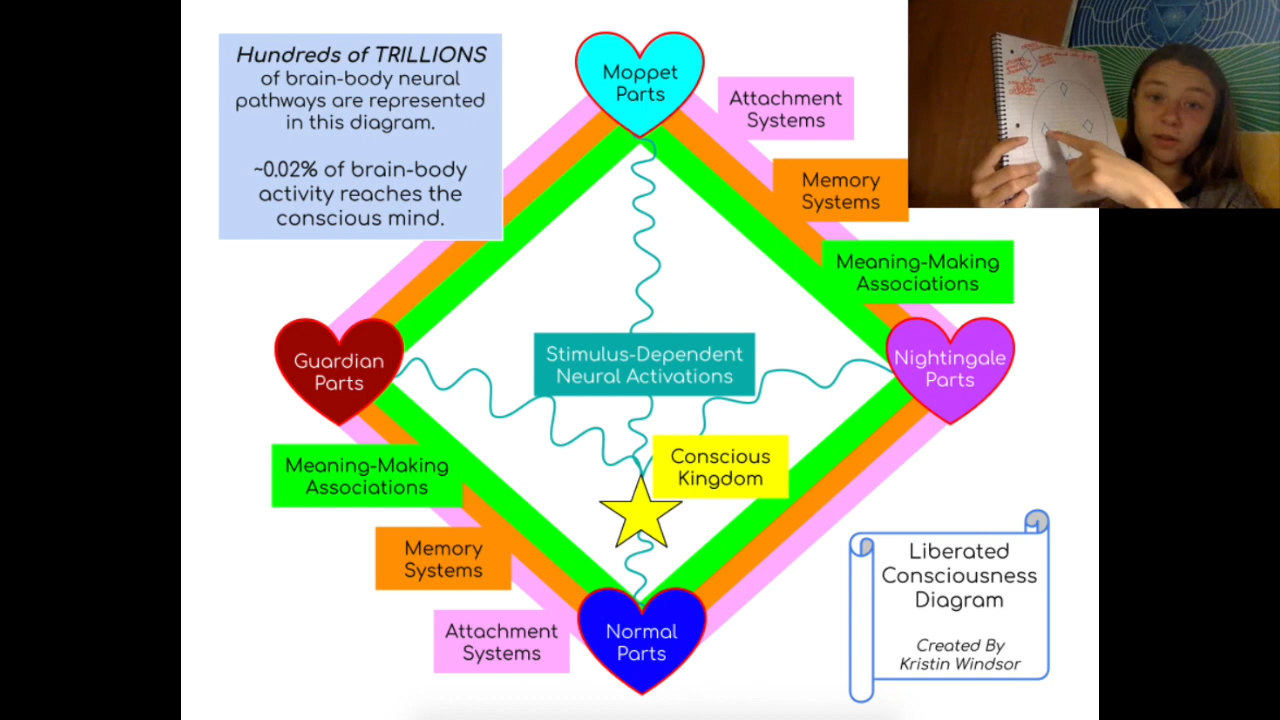 Hundreds of TRILLIONS
of brain-body neural
pathways are represented
in this diagram.
~0.02% of brain-body
activity reaches the
conscious mind.
Moppet
Parts
Attachment
Systems
Memory
Systems
Meaning-Making
Associations
Guardian
Parts
Stimulus-Dependent
Neural Activations
Nightingale
Parts
Conscious
Kingdom
Meaning-Making
Associations
Memory
Systems
Attachment
Systems
Normal
Parts
Liberated
Consciousness
Diagram
Created By
Kristin Windsor